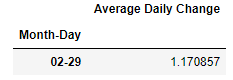 Average Daily Change
Month-Day
02-29 1.170857